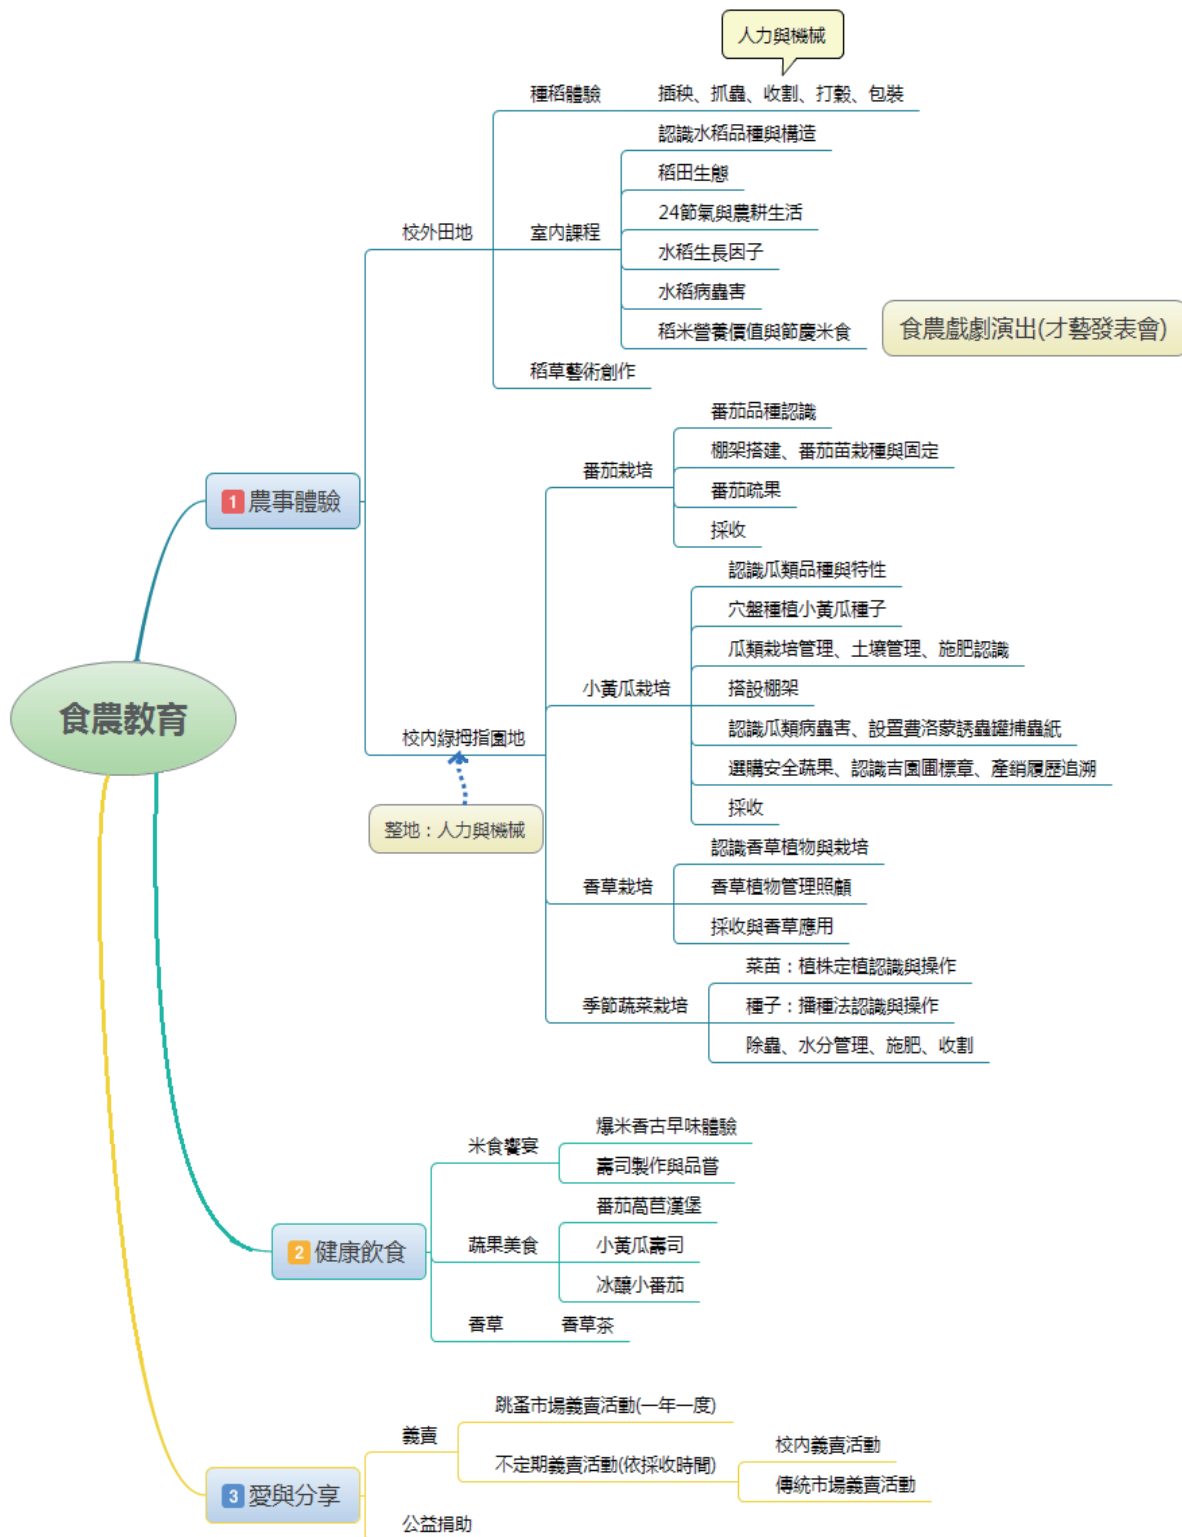 人力與機械
種稻體驗
插秧、抓蟲、收割、打穀、包裝
認識水稻品種與構造
稻田生態
24節氣與農耕生活
校外田地
室內課程
水稻生長因子
水稻病蟲害
稻米營養價值與節慶米食
食農戲劇演出(才藝發表會)
稻草藝術創作
番茄品種認識
棚架搭建、番茄苗栽種與固定
番茄栽培
番茄疏果
採收
1 農事體驗
認識瓜類品種與特性
穴盤種植小黃瓜種子
瓜類栽培管理、土壤管理、施肥認識
小黃瓜栽培
搭設棚架
認識瓜類病蟲害、設置費洛蒙誘蟲罐捕蟲紙
選購安全蔬果、認識吉園圃標章、產銷履歷追溯
採收
食農教育
校內綠拇指園地
整地：人力與機械
認識香草植物與栽培
香草栽培
香草植物管理照顧
採收與香草應用
菜苗：植株定植認識與操作
季節蔬菜栽培
種子：播種法認識與操作
除蟲、水分管理、施肥、收割
米食饗宴
爆米香古早味體驗
壽司製作與品嘗
番茄萵苣漢堡
2 健康飲食
蔬果美食
小黃瓜壽司
冰釀小番茄
香草
香草茶
跳蚤市場義賣活動(一年一度)
義賣
校內義賣活動
不定期義賣活動(依採收時間)
傳統市場義賣活動
3 愛與分享
公益捐助